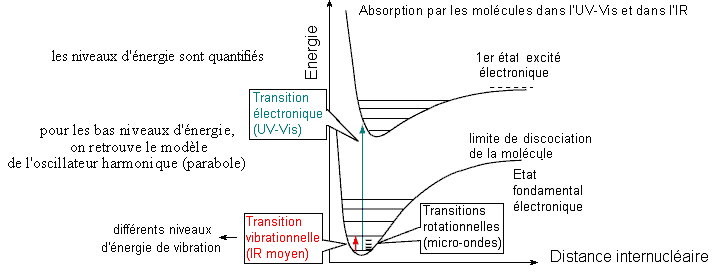 Absorption par les molécules dans l'UV-Vis et dans l'IR
Energie
les niveaux d'énergie sont quantifiés
1er état excité
électronique
Transition
électronique
(UV-Vis)
pour les bas niveaux d'énergie,
on retrouve le modèle
de l'oscillateur harmonique (parabole)
limite de discociation
de la molécule
Etat
fondamental
électronique
différents niveaux
d'énergie de vibration
Transition
vibrationnelle
(IR moyen)
Transitions
rotationnelles
(micro-ondes)
Distance internucléaire